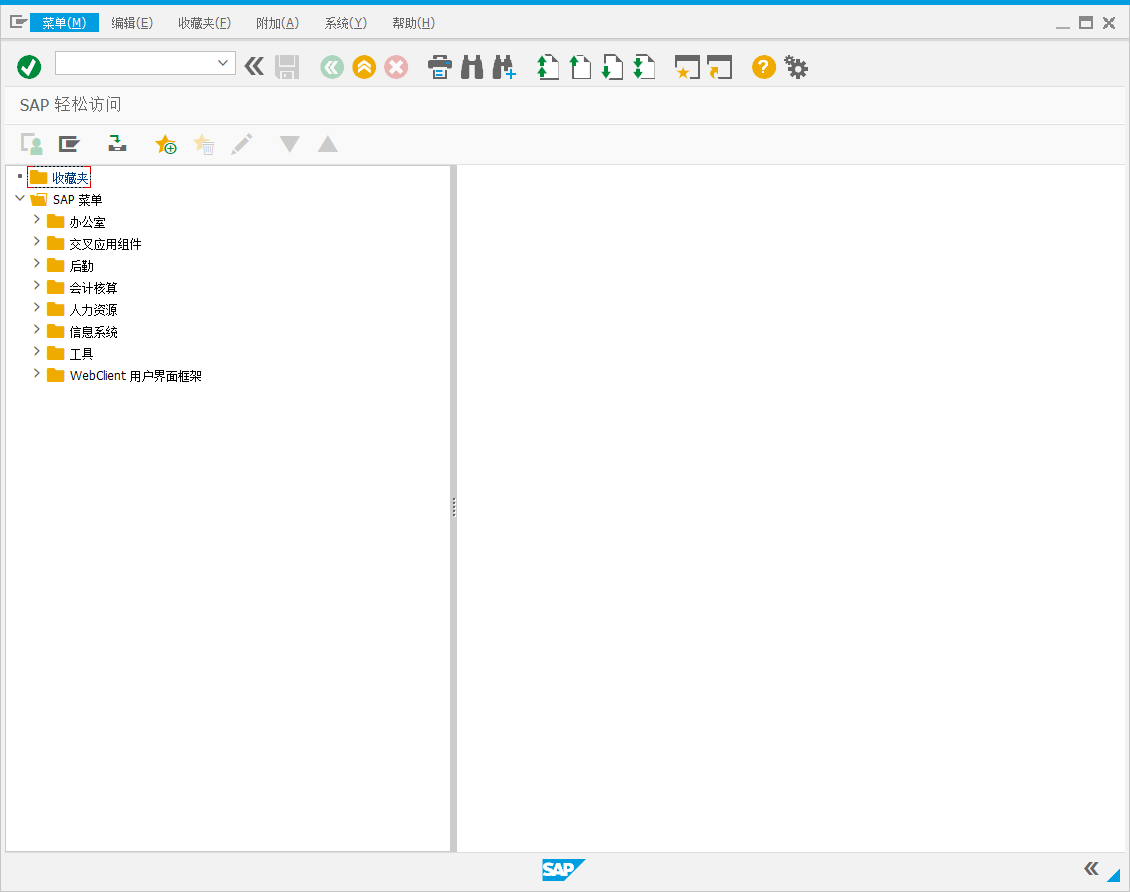 菜单(M) 编辑(E) 收藏夹(F) 附加(A) 系统(Y) 帮助(H)
SAP 轻松访问
收藏夹
SAP 菜单
办公室
交叉应用组件
后勤
会计核算
人力资源
信息系统
工具
WebClient 用户界面框架
SAP